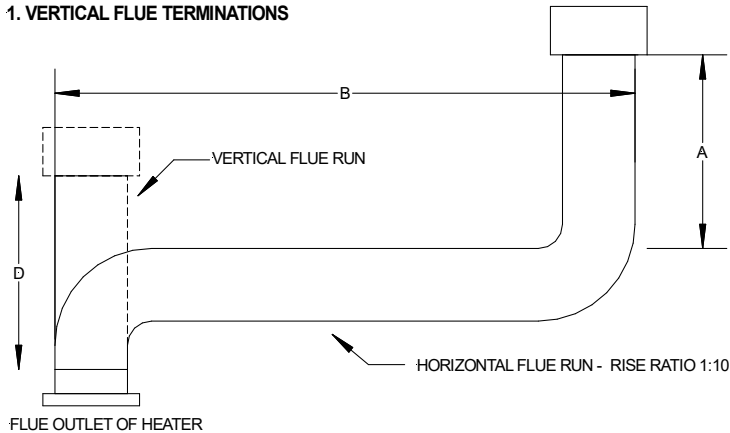 1. VERTICAL FLUE TERMINATIONS
B
A
VERTICAL FLUE RUN
D
HORIZONTAL FLUE RUN - RISE RATIO 1:10
FLUE OUTLET OF HEATER